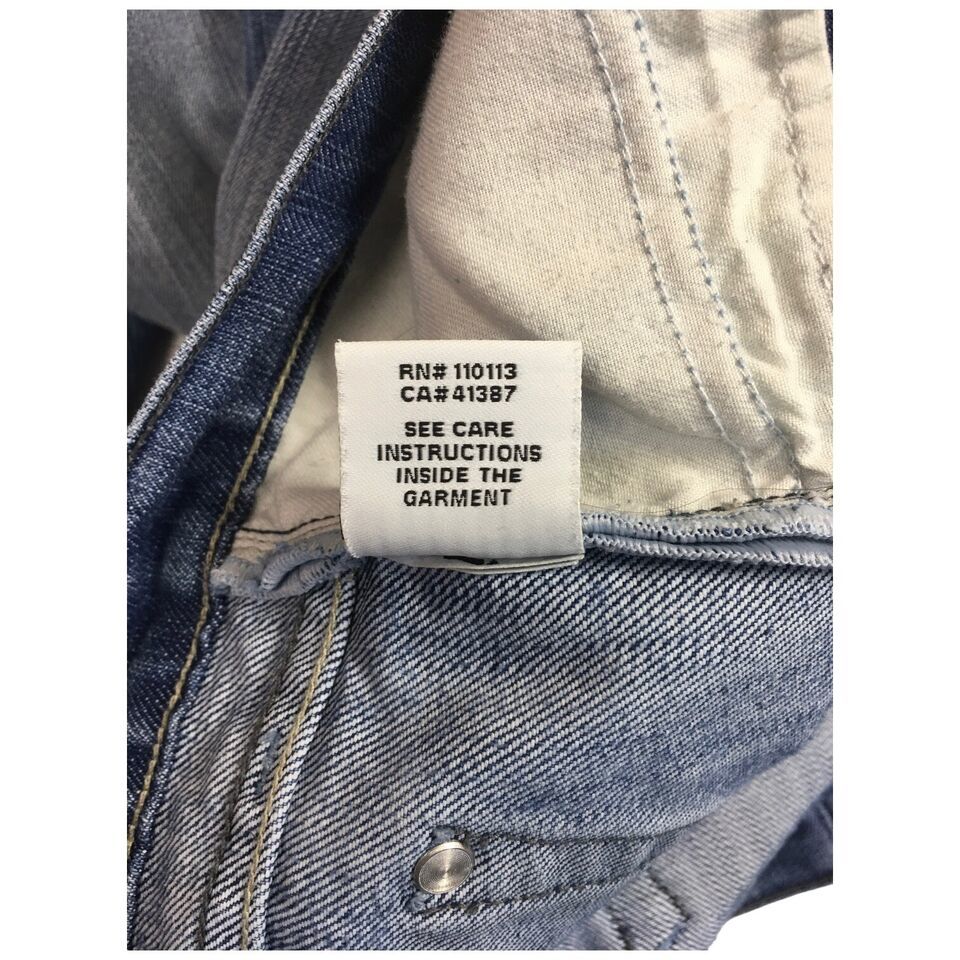 RN# 110113
CA# 41387
SEE CARE
INSTRUCTIONS
INSIDE THE
GARMENT